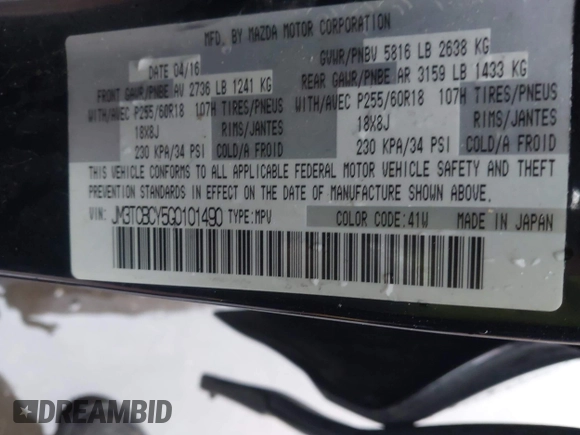 MFD. BY MAZDA MOTOR CORPORATION
DATE 04/16
GVWR/PNBV 5816 LB 2638 KG
FRONT GAWR/PNBE AV 2736 LB 1241 KG
REAR GAWR/PNBE AR 3159 LB 1433 KG
WITH/AVEC P255/60R18 107H TIRES/PNEUS
WITH/AVEC P255/60R18 107H TIRES/PNEUS
18X8J RIMS/JANTES
18X8J RIMS/JANTES
230 KPA/34 PSI COLD/A FROID
230 KPA/34 PSI COLD/A FROID
THIS VEHICLE CONFORMS TO ALL APPLICABLE FEDERAL MOTOR VEHICLE SAFETY AND THEFT
PREVENTION STANDARDS IN EFFECT ON THE DATE OF MANUFACTURE SHOWN ABOVE.
VIN: JM3TCBCY5G0101490 TYPE:MPV COLOR CODE:41W MADE IN JAPAN
DREAMBID